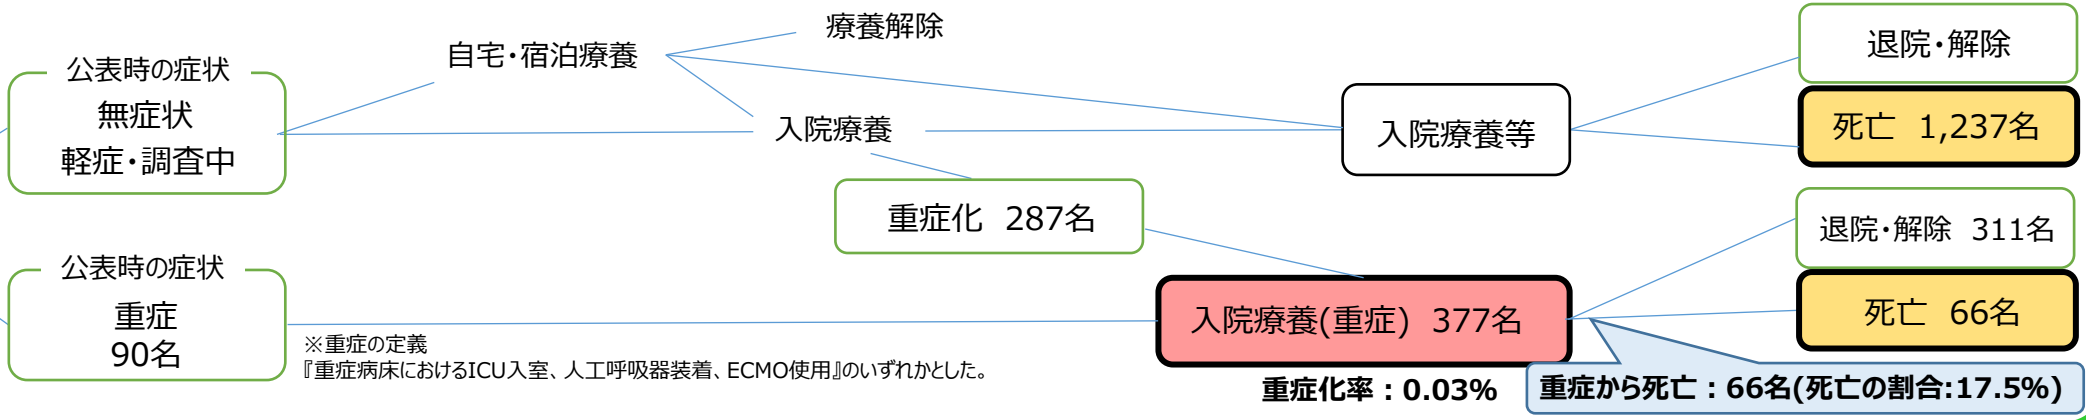 公表時の症状
無症状
軽症・調査中
自宅・宿泊療養
療養解除
入院療養
入院療養等
退院・解除
死亡 1,237名
重症化 287名
公表時の症状
重症
90名
※重症の定義
『重症病床におけるICU入室、人工呼吸器装着、ECMO使用』のいずれかとした。
入院療養(重症) 377名
重症化率：0.03%
退院・解除 311名
死亡 66名
重症から死亡：66名(死亡の割合:17.5%)